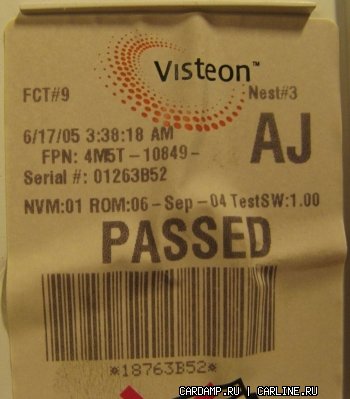 Visteon™
FCT#9 Nest#3
6/17/05 3:38:18 AM AJ
FPN: 4M5T-10849-
Serial #: 01263B52
NVM:01 ROM:06-Sep-04 TestSW:1.00
PASSED
*18763B52*
CARDAMP.RU | CARLINE.RU